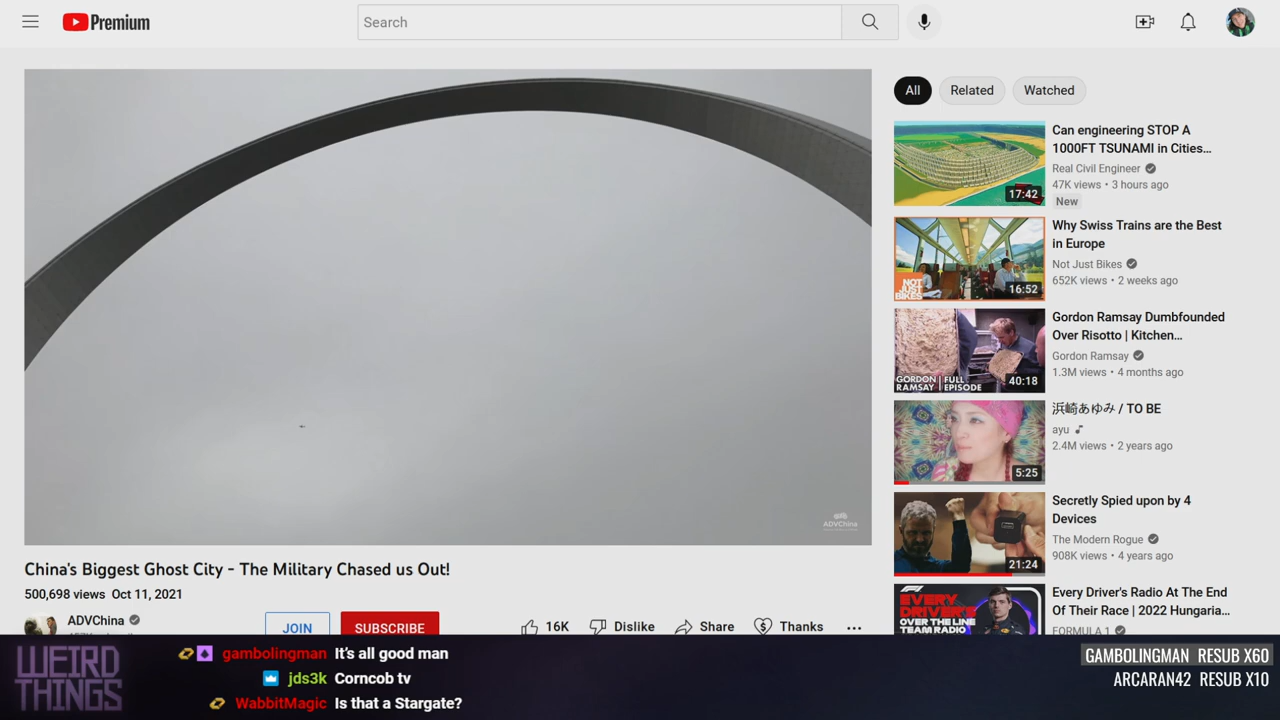 Premium
Search
All
Related
Watched
ADVChina
China's Biggest Ghost City - The Military Chased us Out!
500,698 views Oct 11, 2021
ADVChina
JOIN
SUBSCRIBE
16K
Dislike
Share
Thanks
Can engineering STOP A
1000FT TSUNAMI in Cities…
Real Civil Engineer
47K views • 3 hours ago
New
17:42
Why Swiss Trains are the Best
in Europe
Not Just Bikes
652K views • 2 weeks ago
NOT
JUST
BIKES
16:52
Gordon Ramsay Dumbfounded
Over Risotto | Kitchen…
Gordon Ramsay
1.3M views • 4 months ago
GORDON
RAMSAY
FULL
EPISODE
40:18
浜崎あゆみ / TO BE
ayu
2.4M views • 2 years ago
5:25
Secretly Spied upon by 4
Devices
The Modern Rogue
908K views • 4 years ago
21:24
Every Driver's Radio At The End
Of Their Race | 2022 Hungaria…
FORMULA 1
EVERY
DRIVER'S
OVER THE LINE
TEAM RADIO
WEIRD
THINGS
gambolingman It's all good man
jds3k Corncob tv
WabbitMagic Is that a Stargate?
GAMBOLINGMAN RESUB X60
ARCARAN42 RESUB X10